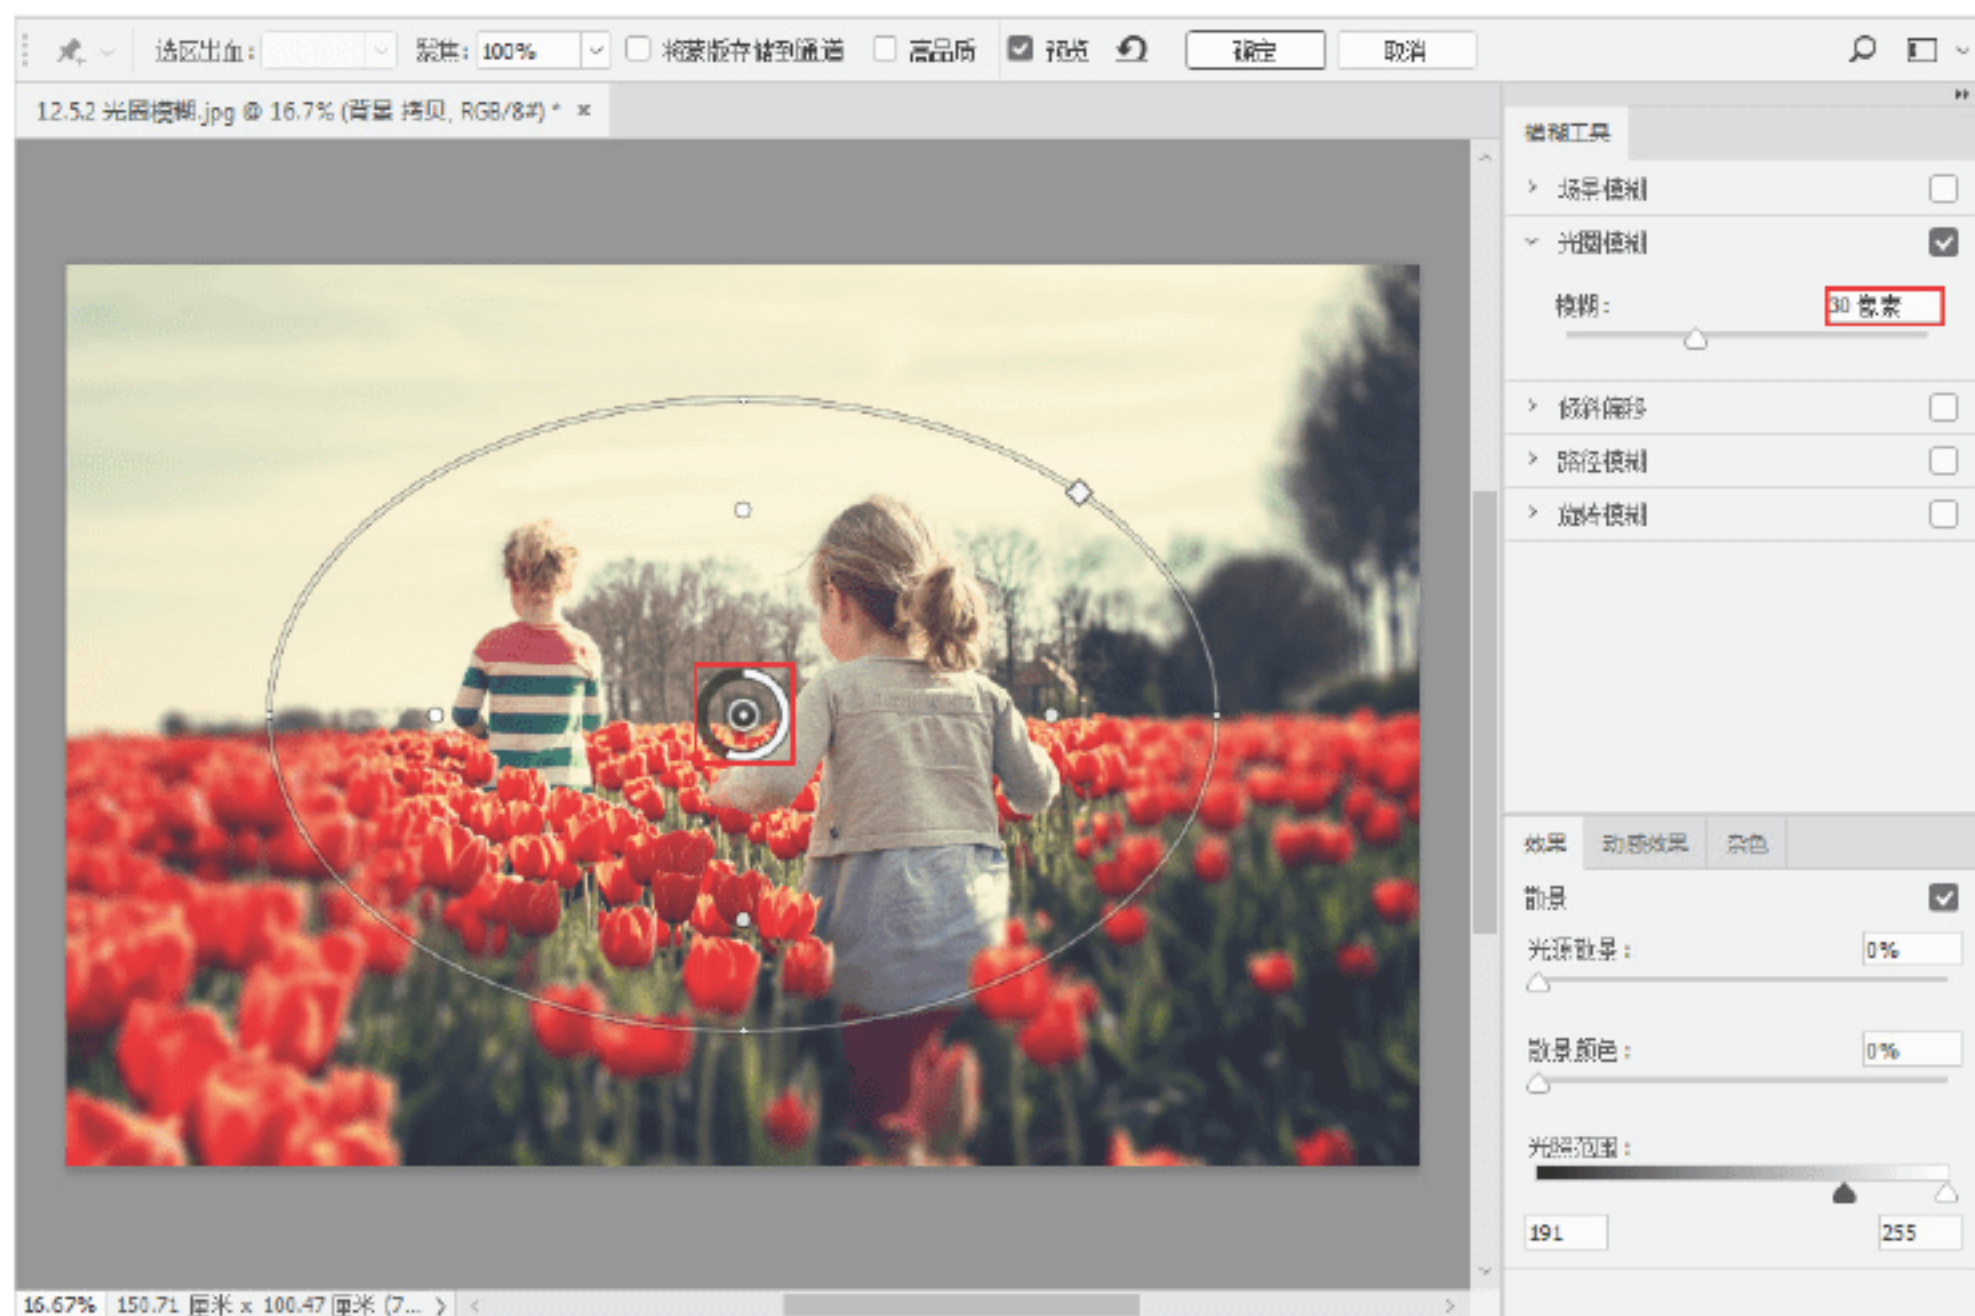 选区出血: 聚焦: 100% 将蒙版存储到通道 高品质 预览 确定 取消
12.5.2 光圈模糊.jpg @ 16.7% (背景 拷贝, RGB/8#) * ×
模糊工具
场景模糊
光圈模糊
模糊: 30 像素
倾斜偏移
路径模糊
旋转模糊
效果 动感效果 杂色
散景
光源散景: 0%
散景颜色: 0%
光照范围:
191 255
16.67% 150.71 厘米 x 100.47 厘米 (7...